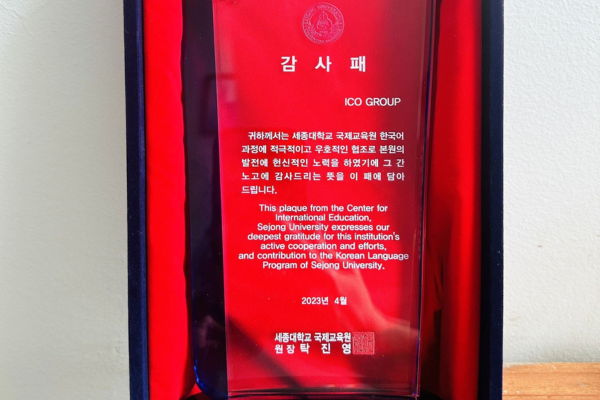 감 사 패
ICO GROUP
귀하께서는 세종대학교 국제교육원 한국어
과정에 적극적이고 우호적인 협조로 본원의
발전에 헌신적인 노력을 하였기에 그 간
노고에 감사드리는 뜻을 이 패에 담아
드립니다.
This plaque from the Center for
International Education,
Sejong University expresses our
deepest gratitude for this institution's
active cooperation and efforts,
and contribution to the Korean Language
Program of Sejong University.
2023년 4월
세종대학교 국제교육원
원장 탁 진 영